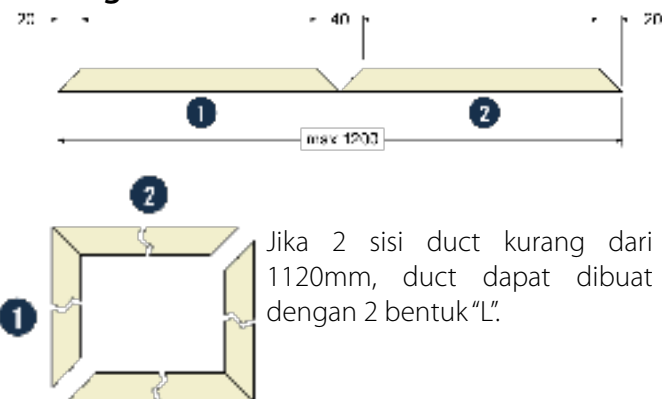 20 40 20
1 2
max 1200
2
1
Jika 2 sisi duct kurang dari
1120mm, duct dapat dibuat
dengan 2 bentuk “L”.